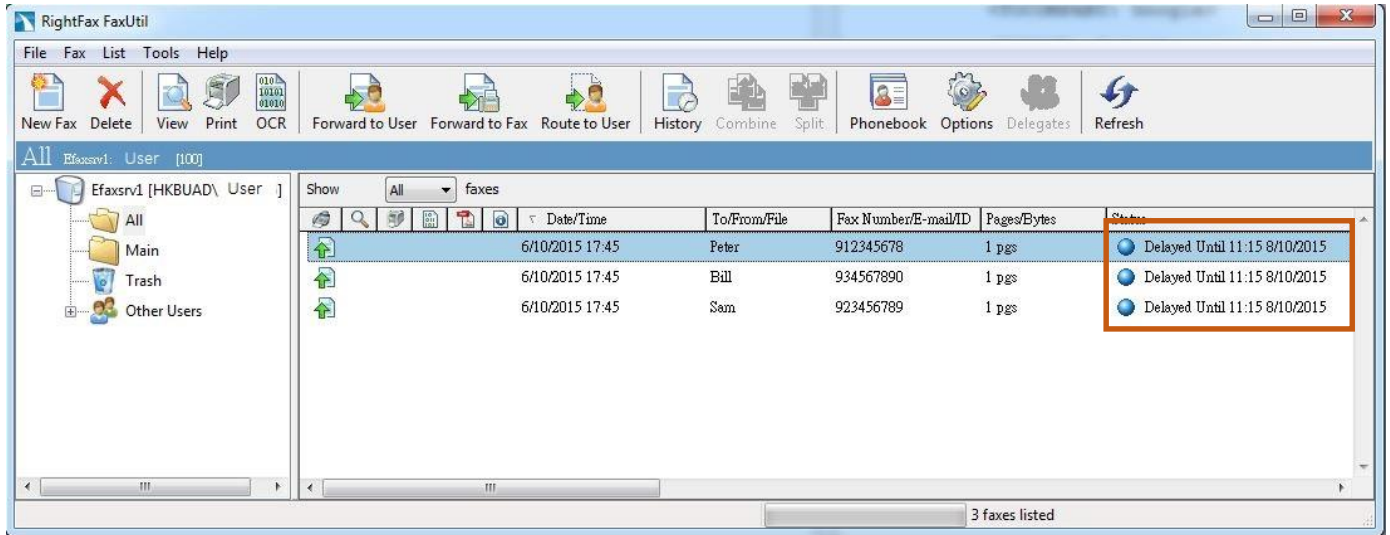 RightFax FaxUtil
File Fax List Tools Help
New Fax Delete View Print OCR Forward to User Forward to Fax Route to User History Combine Split Phonebook Options Delegates Refresh
All Efaxsrv1: User [100]
Efaxsrv1 [HKBUAD\ User ]
All
Main
Trash
Other Users
Show All faxes
Date/Time To/From/File Fax Number/E-mail/ID Pages/Bytes Status
6/10/2015 17:45 Peter 912345678 1 pgs Delayed Until 11:15 8/10/2015
6/10/2015 17:45 Bill 934567890 1 pgs Delayed Until 11:15 8/10/2015
6/10/2015 17:45 Sam 923456789 1 pgs Delayed Until 11:15 8/10/2015
3 faxes listed